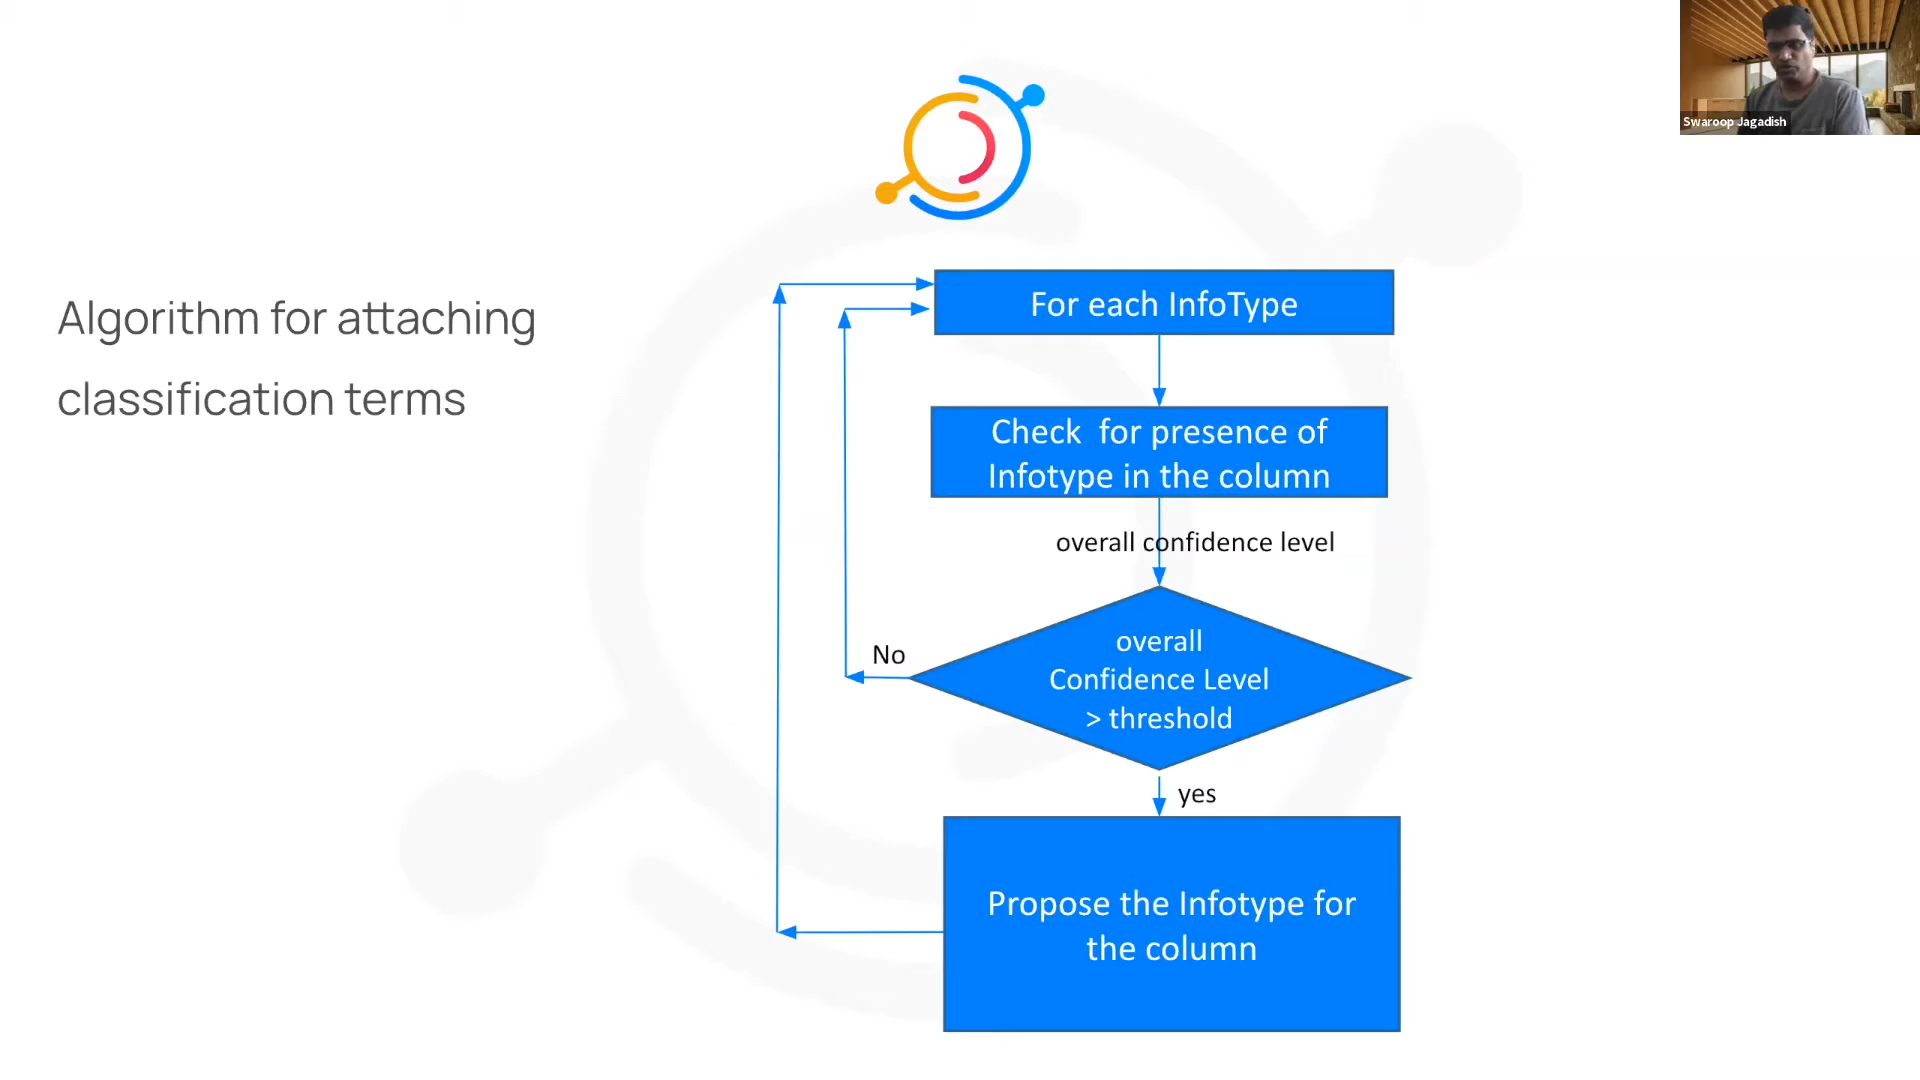 Swaroop Jagadish
Algorithm for attaching
classification terms
For each InfoType
Check  for presence of
Infotype in the column
overall confidence level
No
overall
Confidence Level
> threshold
yes
Propose the Infotype for
the column